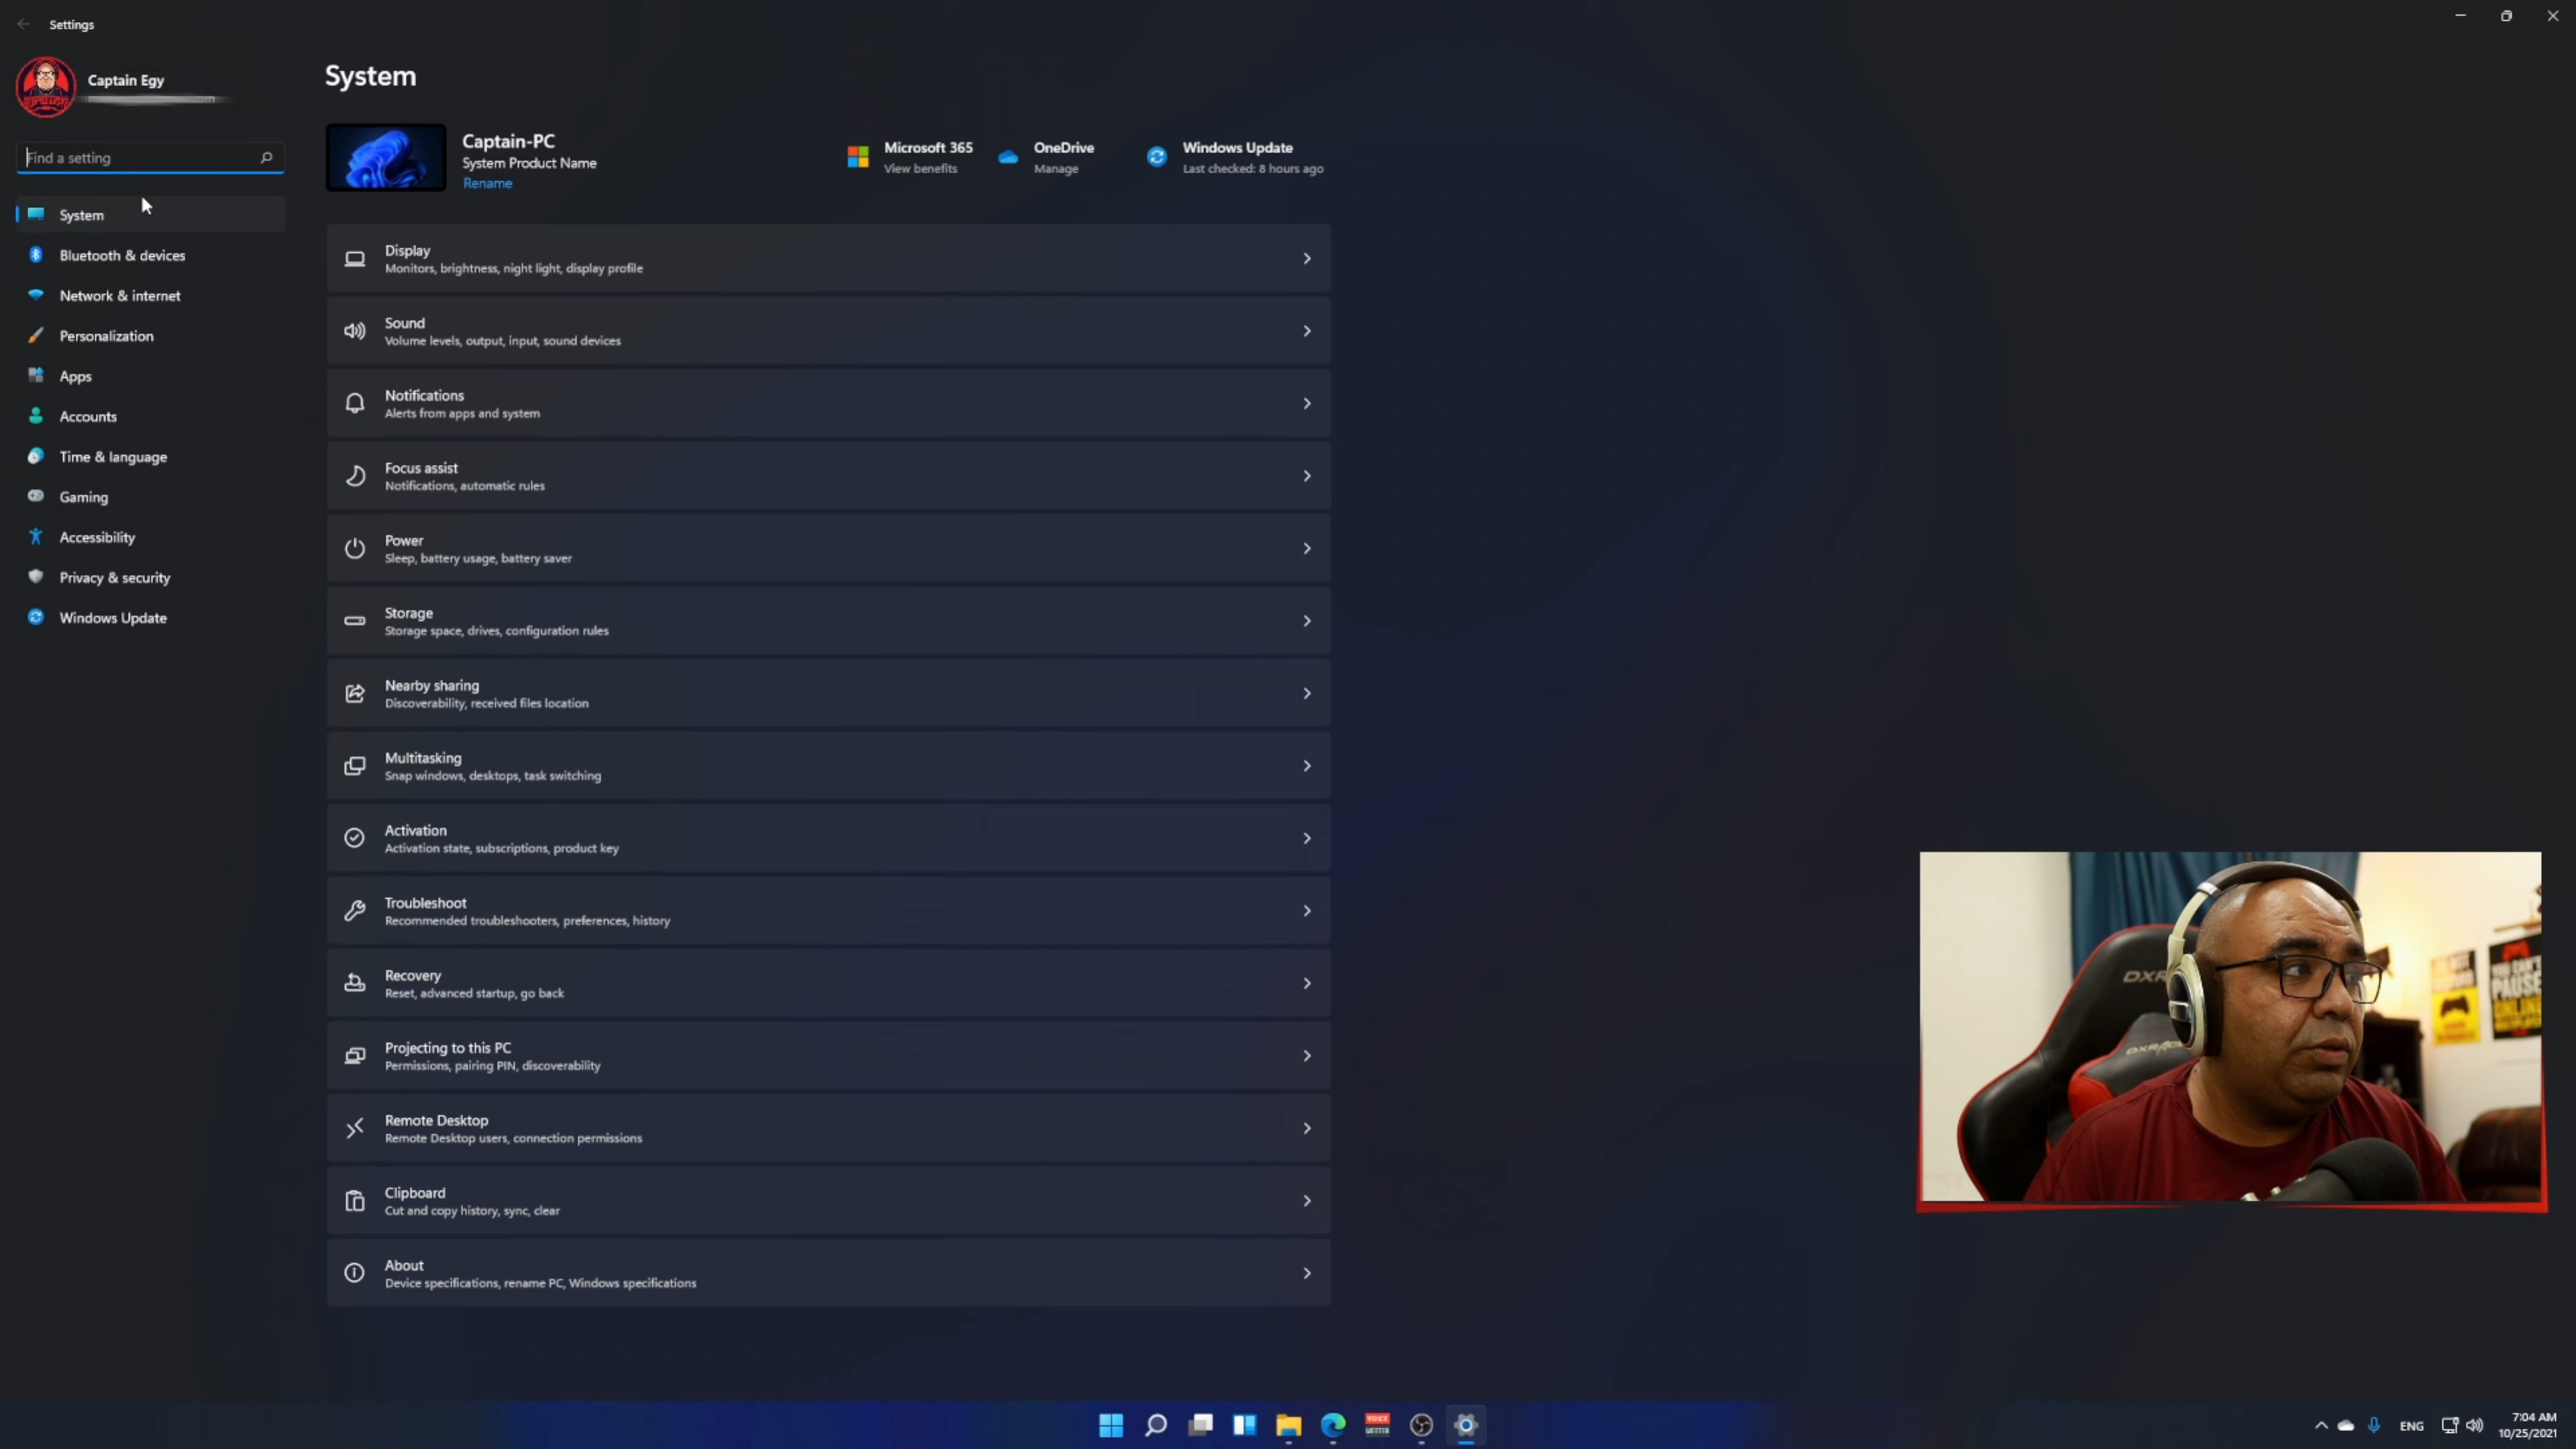 Settings
Captain Egy
Find a setting
System
Bluetooth & devices
Network & internet
Personalization
Apps
Accounts
Time & language
Gaming
Accessibility
Privacy & security
Windows Update
System
Captain-PC
System Product Name
Rename
Microsoft 365
View benefits
OneDrive
Manage
Windows Update
Last checked: 8 hours ago
Display
Monitors, brightness, night light, display profile
Sound
Volume levels, output, input, sound devices
Notifications
Alerts from apps and system
Focus assist
Notifications, automatic rules
Power
Sleep, battery usage, battery saver
Storage
Storage space, drives, configuration rules
Nearby sharing
Discoverability, received files location
Multitasking
Snap windows, desktops, task switching
Activation
Activation state, subscriptions, product key
Troubleshoot
Recommended troubleshooters, preferences, history
Recovery
Reset, advanced startup, go back
Projecting to this PC
Permissions, pairing PIN, discoverability
Remote Desktop
Remote Desktop users, connection permissions
Clipboard
Cut and copy history, sync, clear
About
Device specifications, rename PC, Windows specifications
PAUSE
ONLINE
VOICE
ENG
7:04 AM
10/25/2021